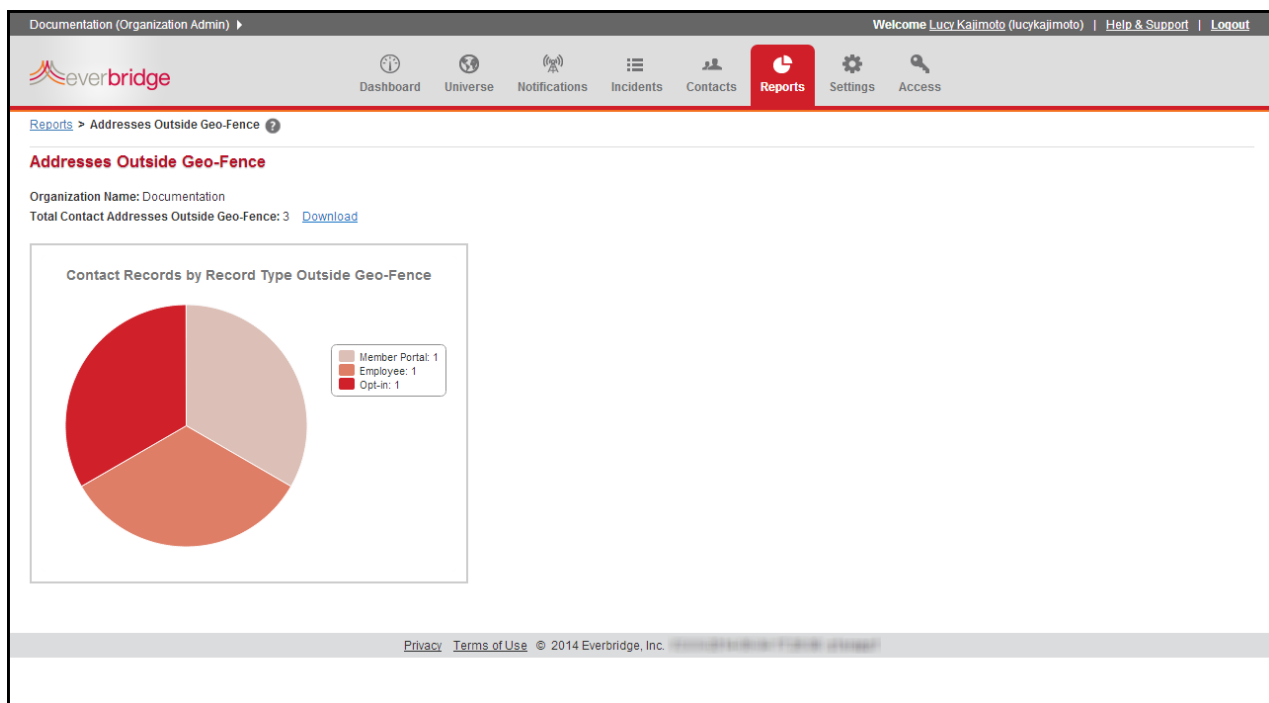 Documentation (Organization Admin)
Welcome Lucy Kajimoto (lucykajimoto) | Help & Support | Logout
everbridge
Dashboard Universe Notifications Incidents Contacts Reports Settings Access
Reports > Addresses Outside Geo-Fence ?
Addresses Outside Geo-Fence
Organization Name: Documentation
Total Contact Addresses Outside Geo-Fence: 3 Download
Contact Records by Record Type Outside Geo-Fence
Member Portal: 1
Employee: 1
Opt-in: 1
Privacy Terms of Use © 2014 Everbridge, Inc.